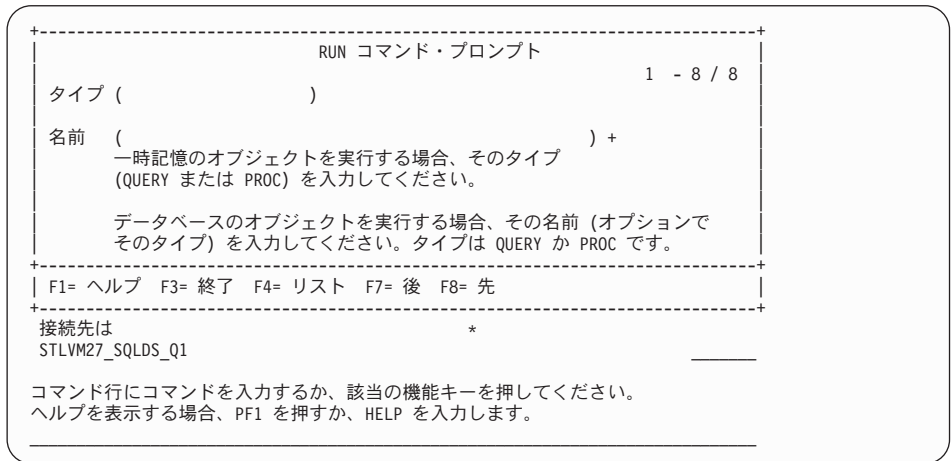 RUN コマンド・プロンプト
1 - 8 / 8
タイプ ( )
名前 ( ) +
一時記憶のオブジェクトを実行する場合、そのタイプ
(QUERY または PROC) を入力してください。
データベースのオブジェクトを実行する場合、その名前 (オプションで
そのタイプ) を入力してください。タイプは QUERY か PROC です。
F1= ヘルプ F3= 終了 F4= リスト F7= 後 F8= 先
接続先は *
STLVM27_SQLDS_Q1
コマンド行にコマンドを入力するか、該当の機能キーを押してください。
ヘルプを表示する場合、PF1 を押すか、HELP を入力します。